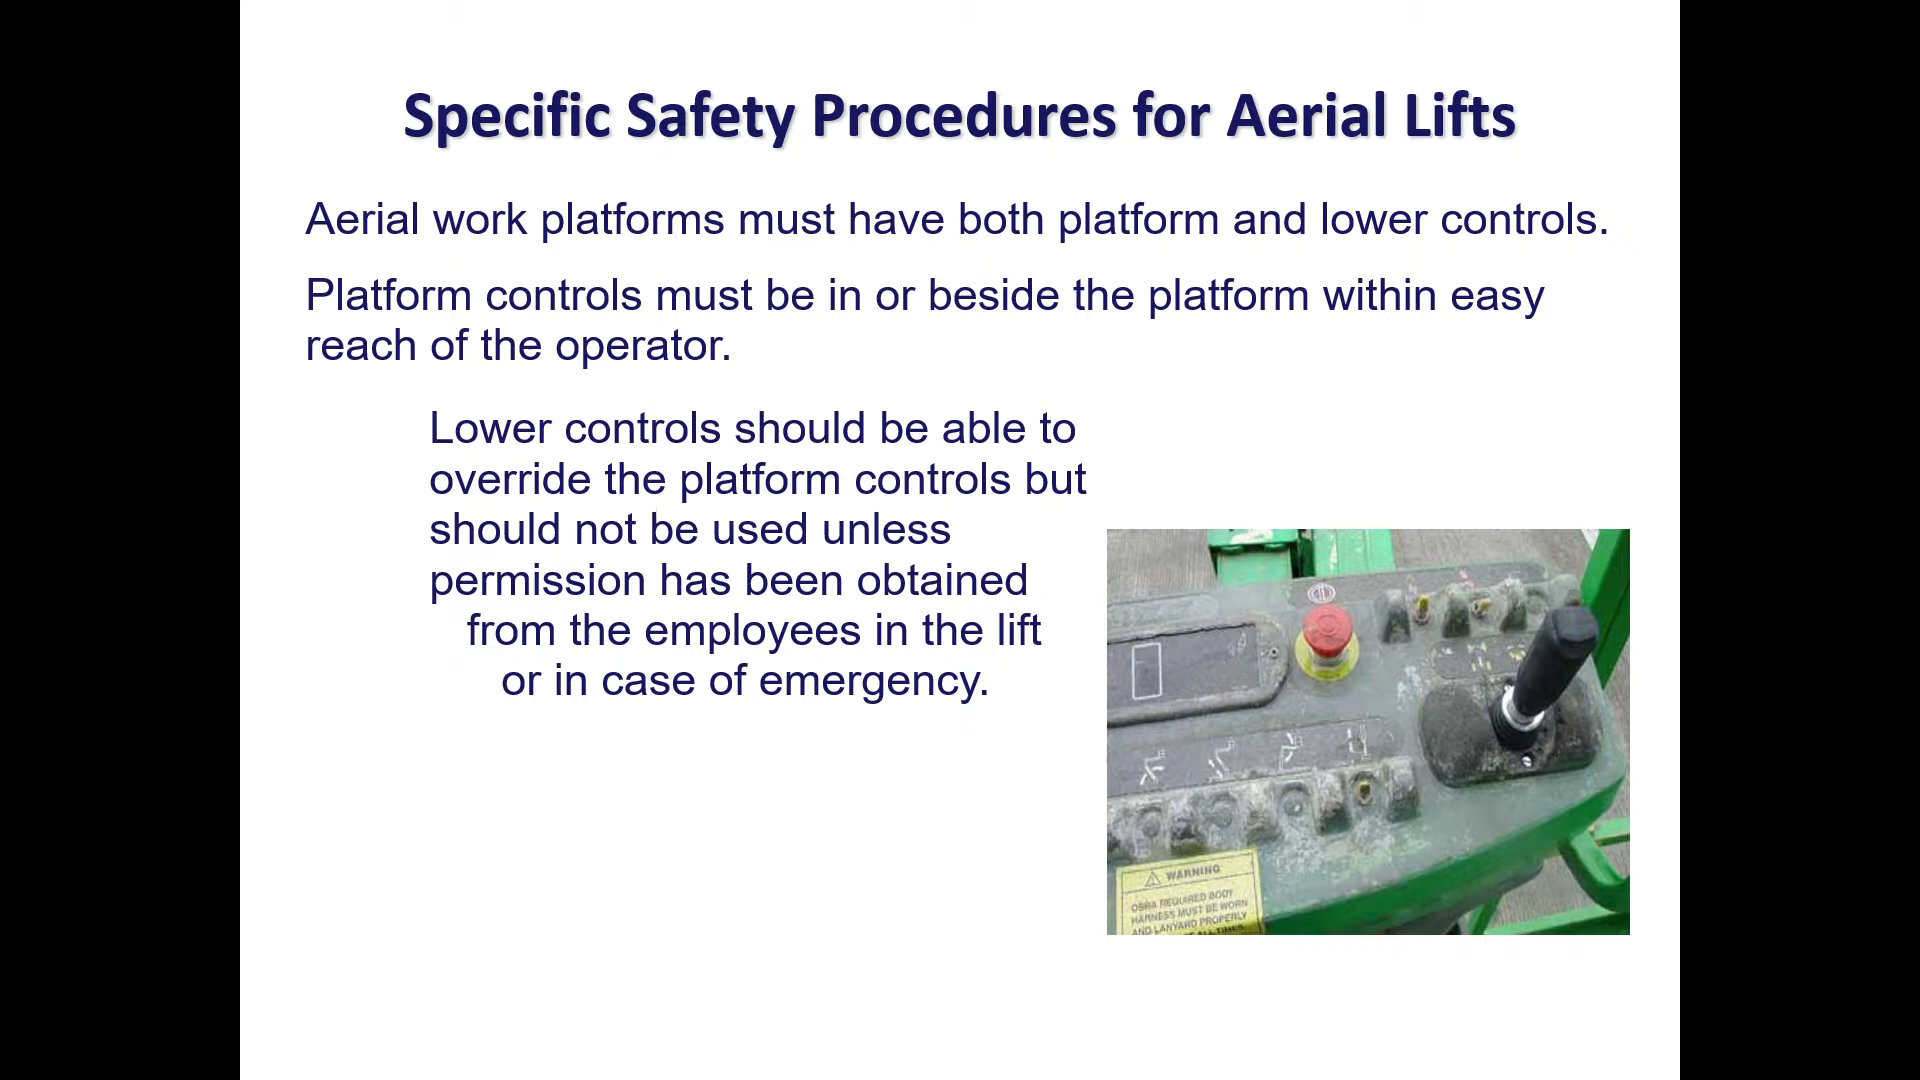 Specific Safety Procedures for Aerial Lifts
Aerial work platforms must have both platform and lower controls.
Platform controls must be in or beside the platform within easy
reach of the operator.
Lower controls should be able to
override the platform controls but
should not be used unless
permission has been obtained
from the employees in the lift
or in case of emergency.
WARNING
REQUIRED BODY
HARNESS MUST BE WORN
AND LANYARD PROPERLY
ALL TIMES